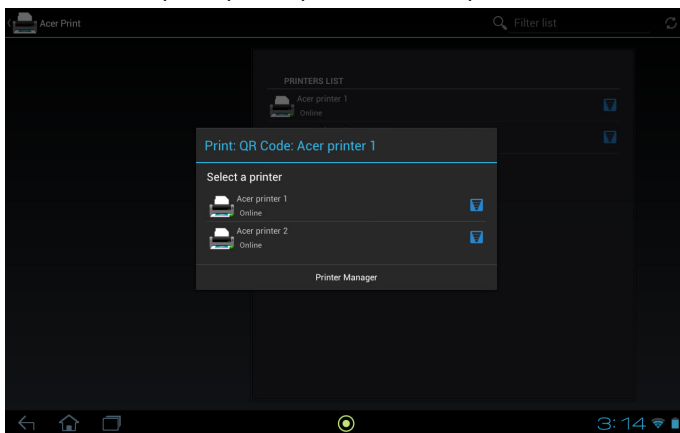 Acer Print
Filter list
PRINTERS LIST
Acer printer 1
Online
Print: QR Code: Acer printer 1
Select a printer
Acer printer 1
Online
Acer printer 2
Online
Printer Manager
3:14